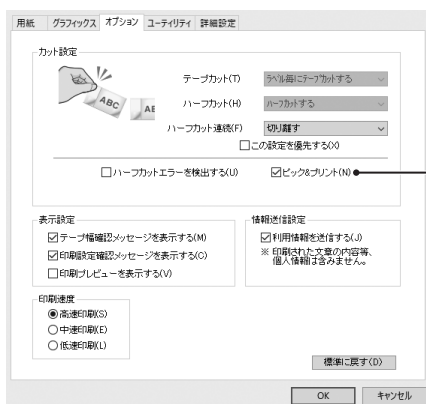 用紙 グラフィックス オプション ユーティリティ 詳細設定
カット設定
ABC
AE
テープカット(T) ラベル毎にテープカットする
ハーフカット(H) ハーフカットする
ハーフカット連続(F) 切り離す
この設定を優先する(X)
ハーフカットエラーを検出する(U) ピック&プリント(N)
表示設定
テープ幅確認メッセージを表示する(M)
印刷設定確認メッセージを表示する(C)
印刷プレビューを表示する(V)
情報送信設定
利用情報を送信する(J)
※ 印刷された文章の内容等、
個人情報は含みません。
印刷速度
高速印刷(S)
中速印刷(E)
低速印刷(L)
標準に戻す(D)
OK キャンセル